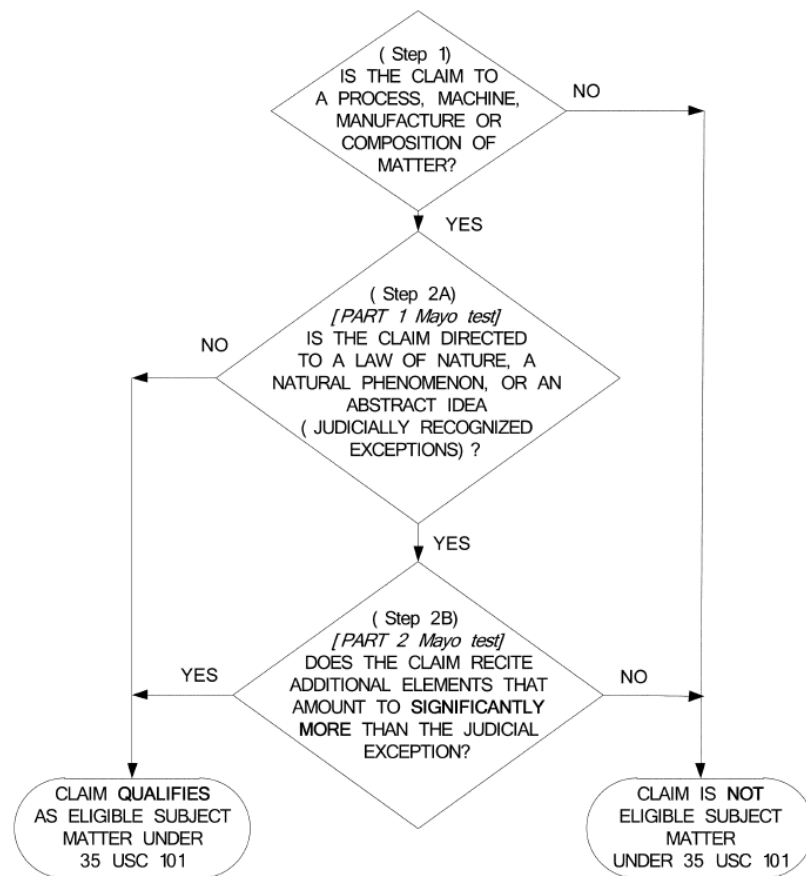 ( Step 1)
IS THE CLAIM TO
A PROCESS, MACHINE,
MANUFACTURE OR
COMPOSITION OF
MATTER?
NO
YES
( Step 2A)
[PART 1 Mayo test]
IS THE CLAIM DIRECTED
TO A LAW OF NATURE, A
NATURAL PHENOMENON, OR AN
ABSTRACT IDEA
( JUDICIALLY RECOGNIZED
EXCEPTIONS) ?
NO
YES
( Step 2B)
[PART 2 Mayo test]
DOES THE CLAIM RECITE
ADDITIONAL ELEMENTS THAT
AMOUNT TO SIGNIFICANTLY
MORE THAN THE JUDICIAL
EXCEPTION?
YES
NO
CLAIM QUALIFIES
AS ELIGIBLE SUBJECT
MATTER UNDER
35 USC 101
CLAIM IS NOT
ELIGIBLE SUBJECT
MATTER
UNDER 35 USC 101